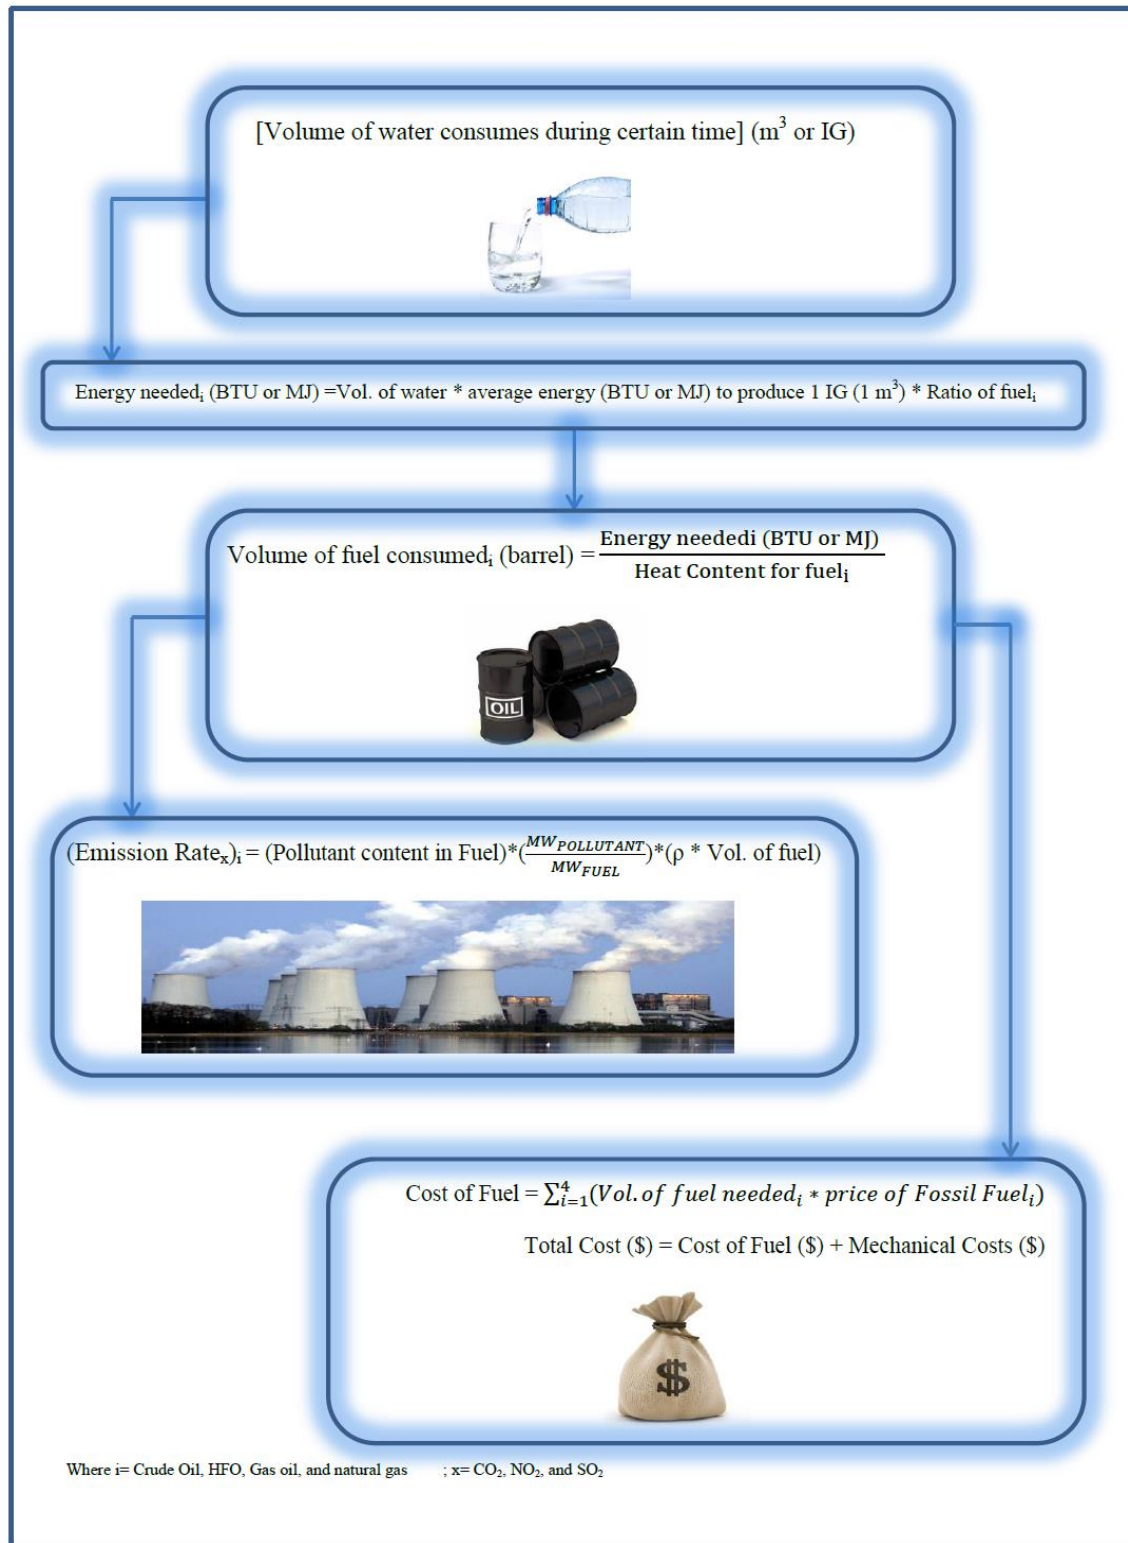 [Volume of water consumes during certain time] (m³ or IG)
Energy neededᵢ (BTU or MJ) =Vol. of water * average energy (BTU or MJ) to produce 1 IG (1 m³) * Ratio of fuelᵢ
Volume of fuel consumedᵢ (barrel) = Energy neededi (BTU or MJ) / Heat Content for fuelᵢ
OIL
(Emission Rateₓ)ᵢ = (Pollutant content in Fuel)*(MW_POLLUTANT / MW_FUEL)*(ρ * Vol. of fuel)
Cost of Fuel = ∑⁴ᵢ₌₁(Vol. of fuel neededᵢ * price of Fossil Fuelᵢ)
Total Cost ($) = Cost of Fuel ($) + Mechanical Costs ($)
$
Where i= Crude Oil, HFO, Gas oil, and natural gas ; x= CO₂, NO₂, and SO₂